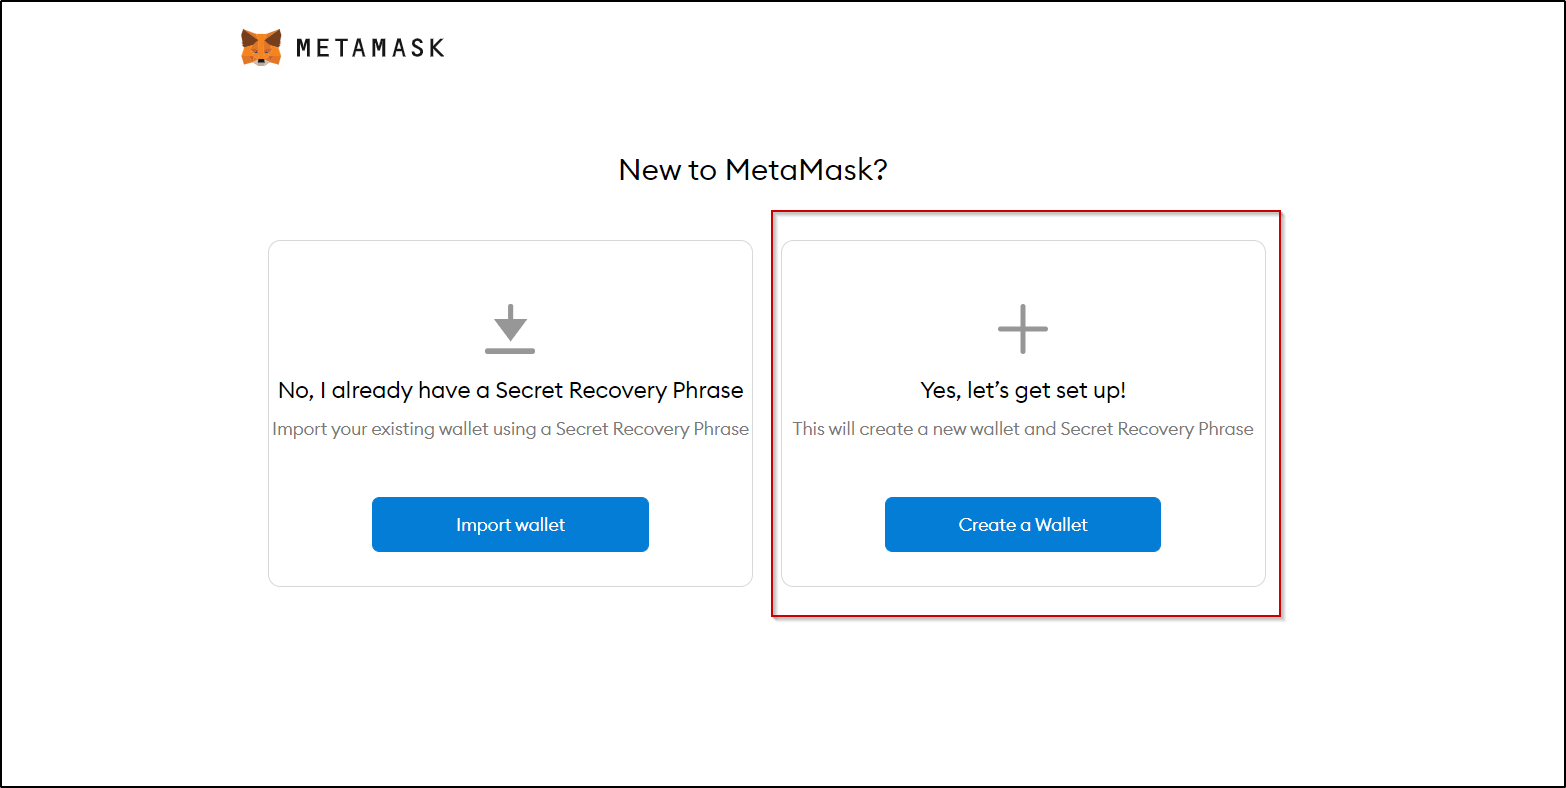 METAMASK
New to MetaMask?
No, I already have a Secret Recovery Phrase
Import your existing wallet using a Secret Recovery Phrase
Import wallet
Yes, let’s get set up!
This will create a new wallet and Secret Recovery Phrase
Create a Wallet